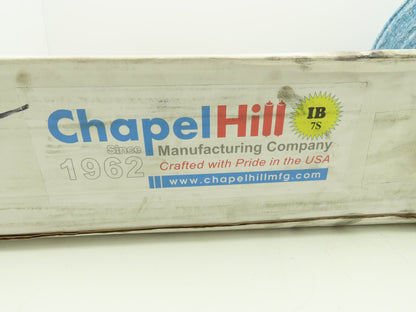 ChapelHill
IB
7S
Since
1962
Manufacturing Company
Crafted with Pride in the USA
www.chapelhillmfg.com